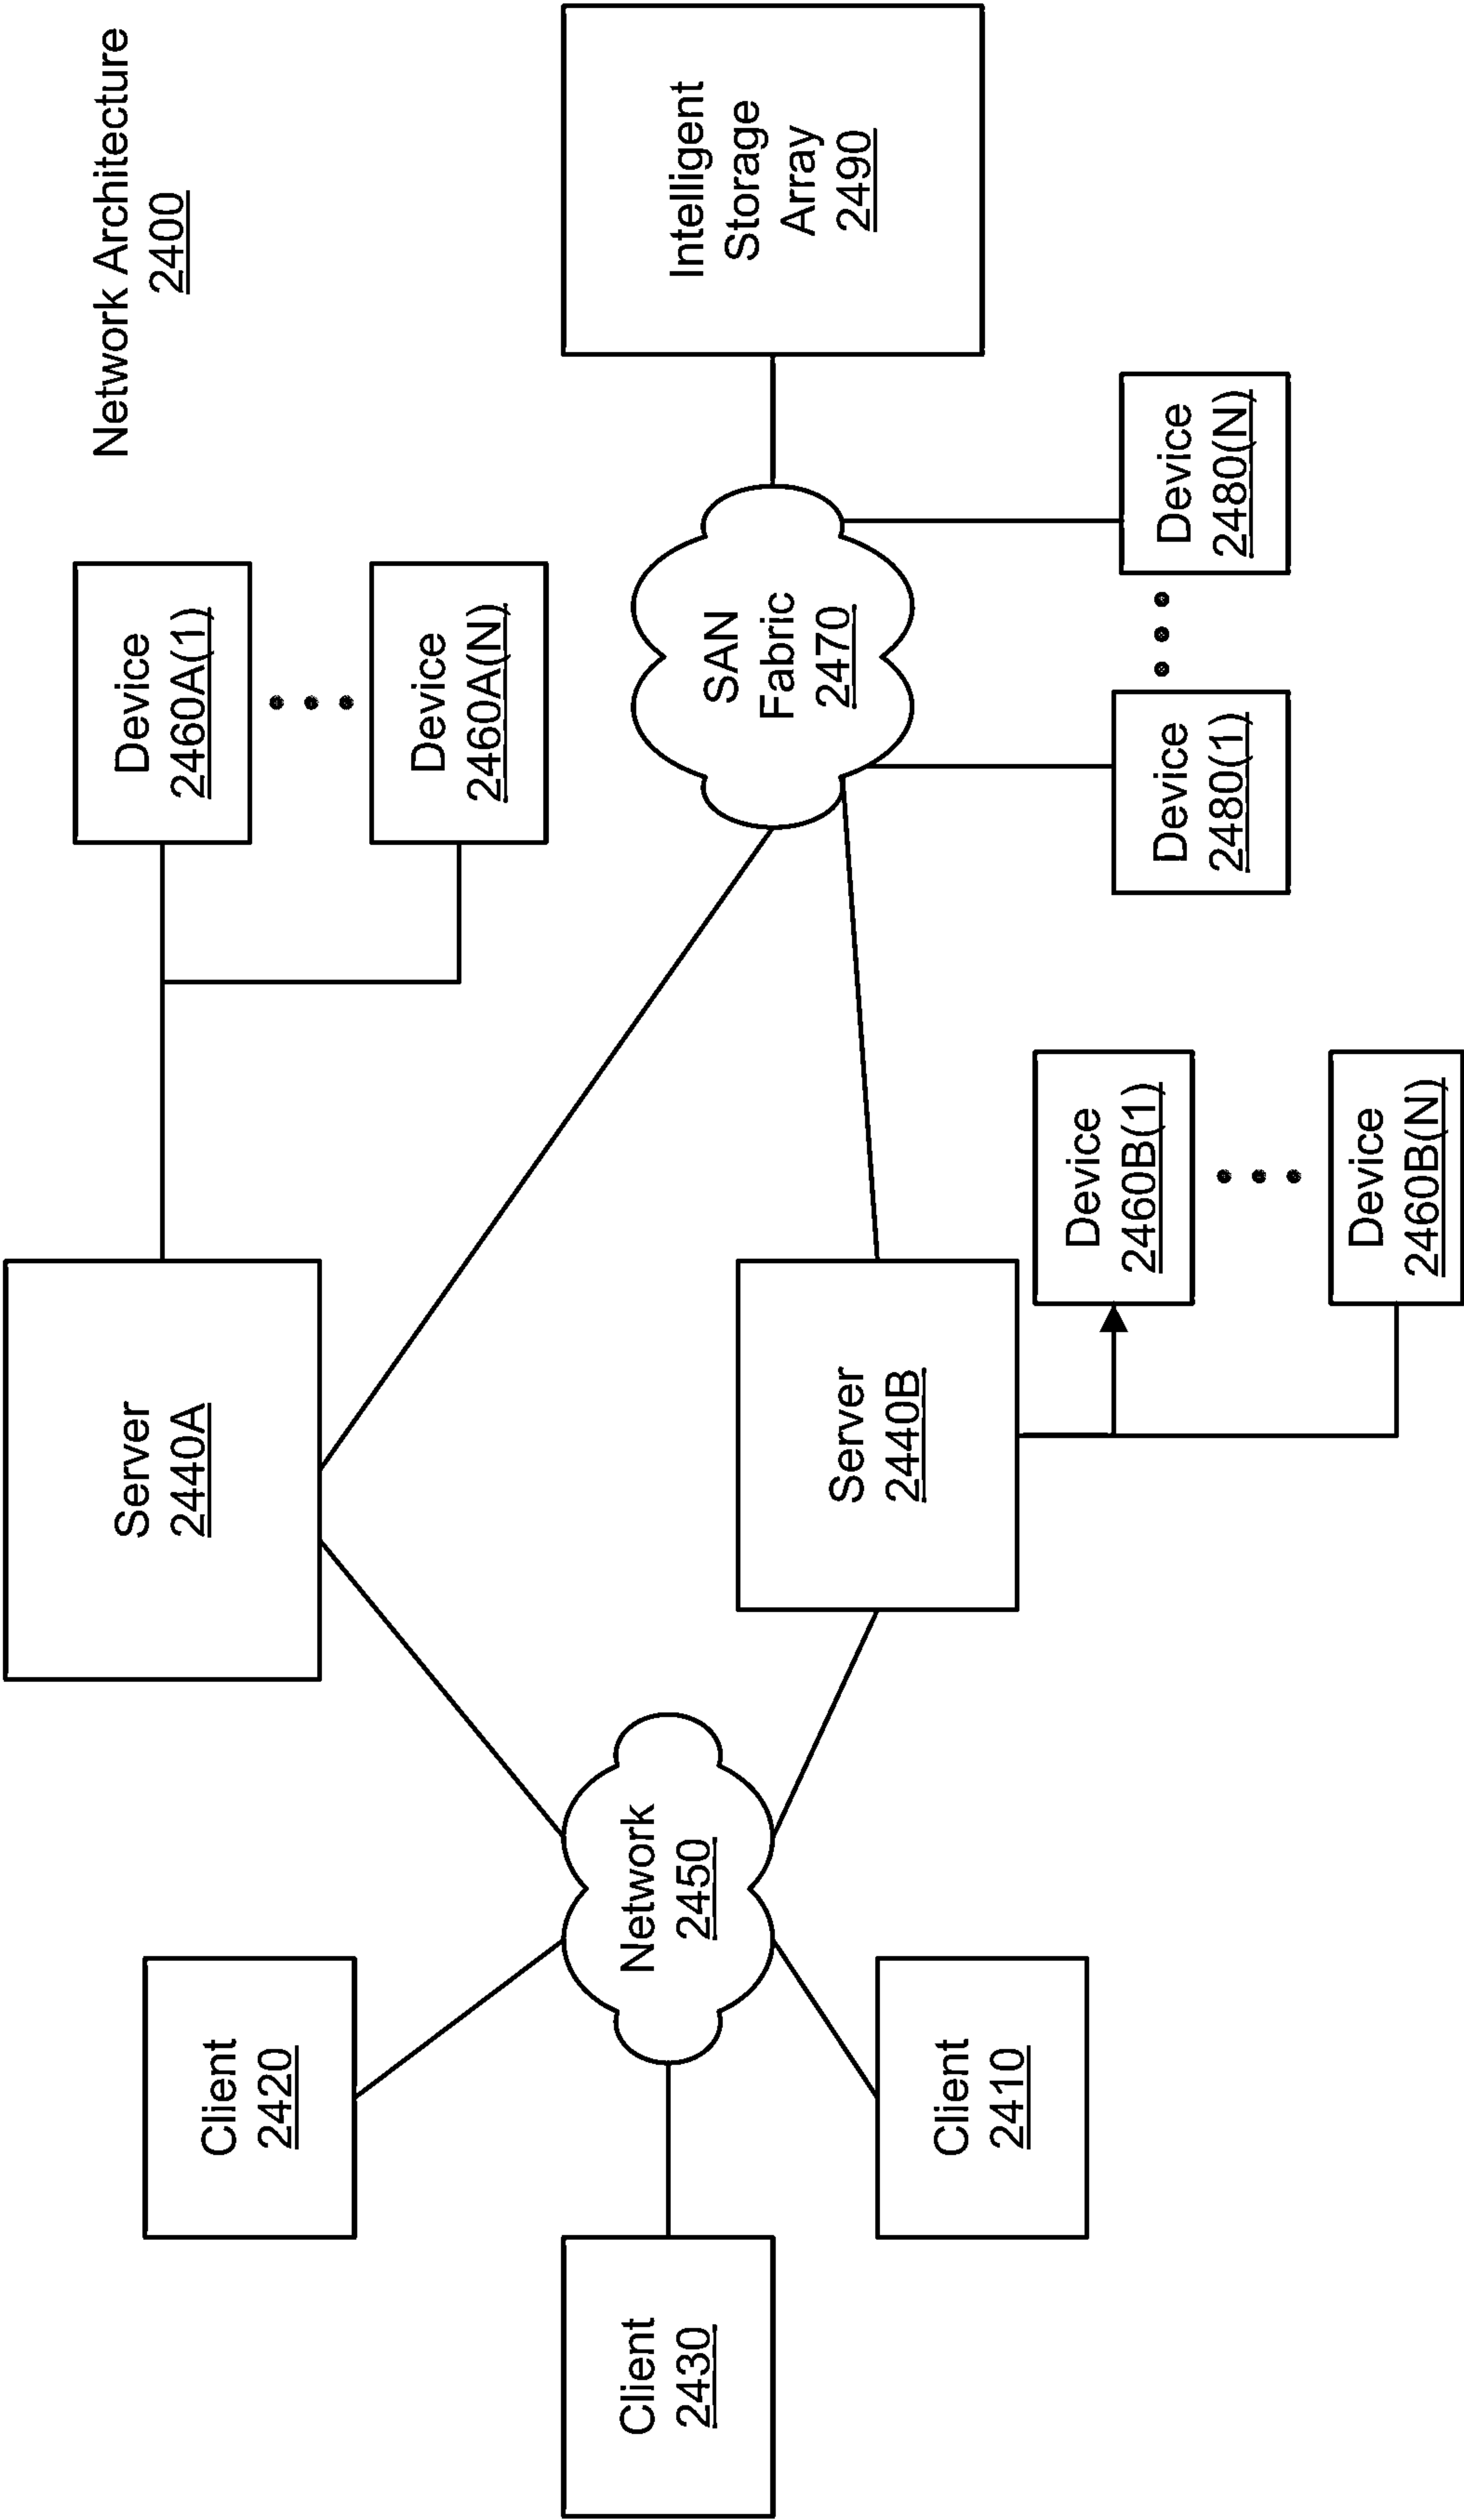 Network Architecture
2400
Device
2460A(1)
Device
2460A(N)
Server
2440A
Client
2420
Client
2430
Network
2450
Client
2410
Server
2440B
SAN
Fabric
2470
Intelligent
Storage
Array
2490
Device
2460B(1)
Device
2460B(N)
Device
2480(1)
Device
2480(N)